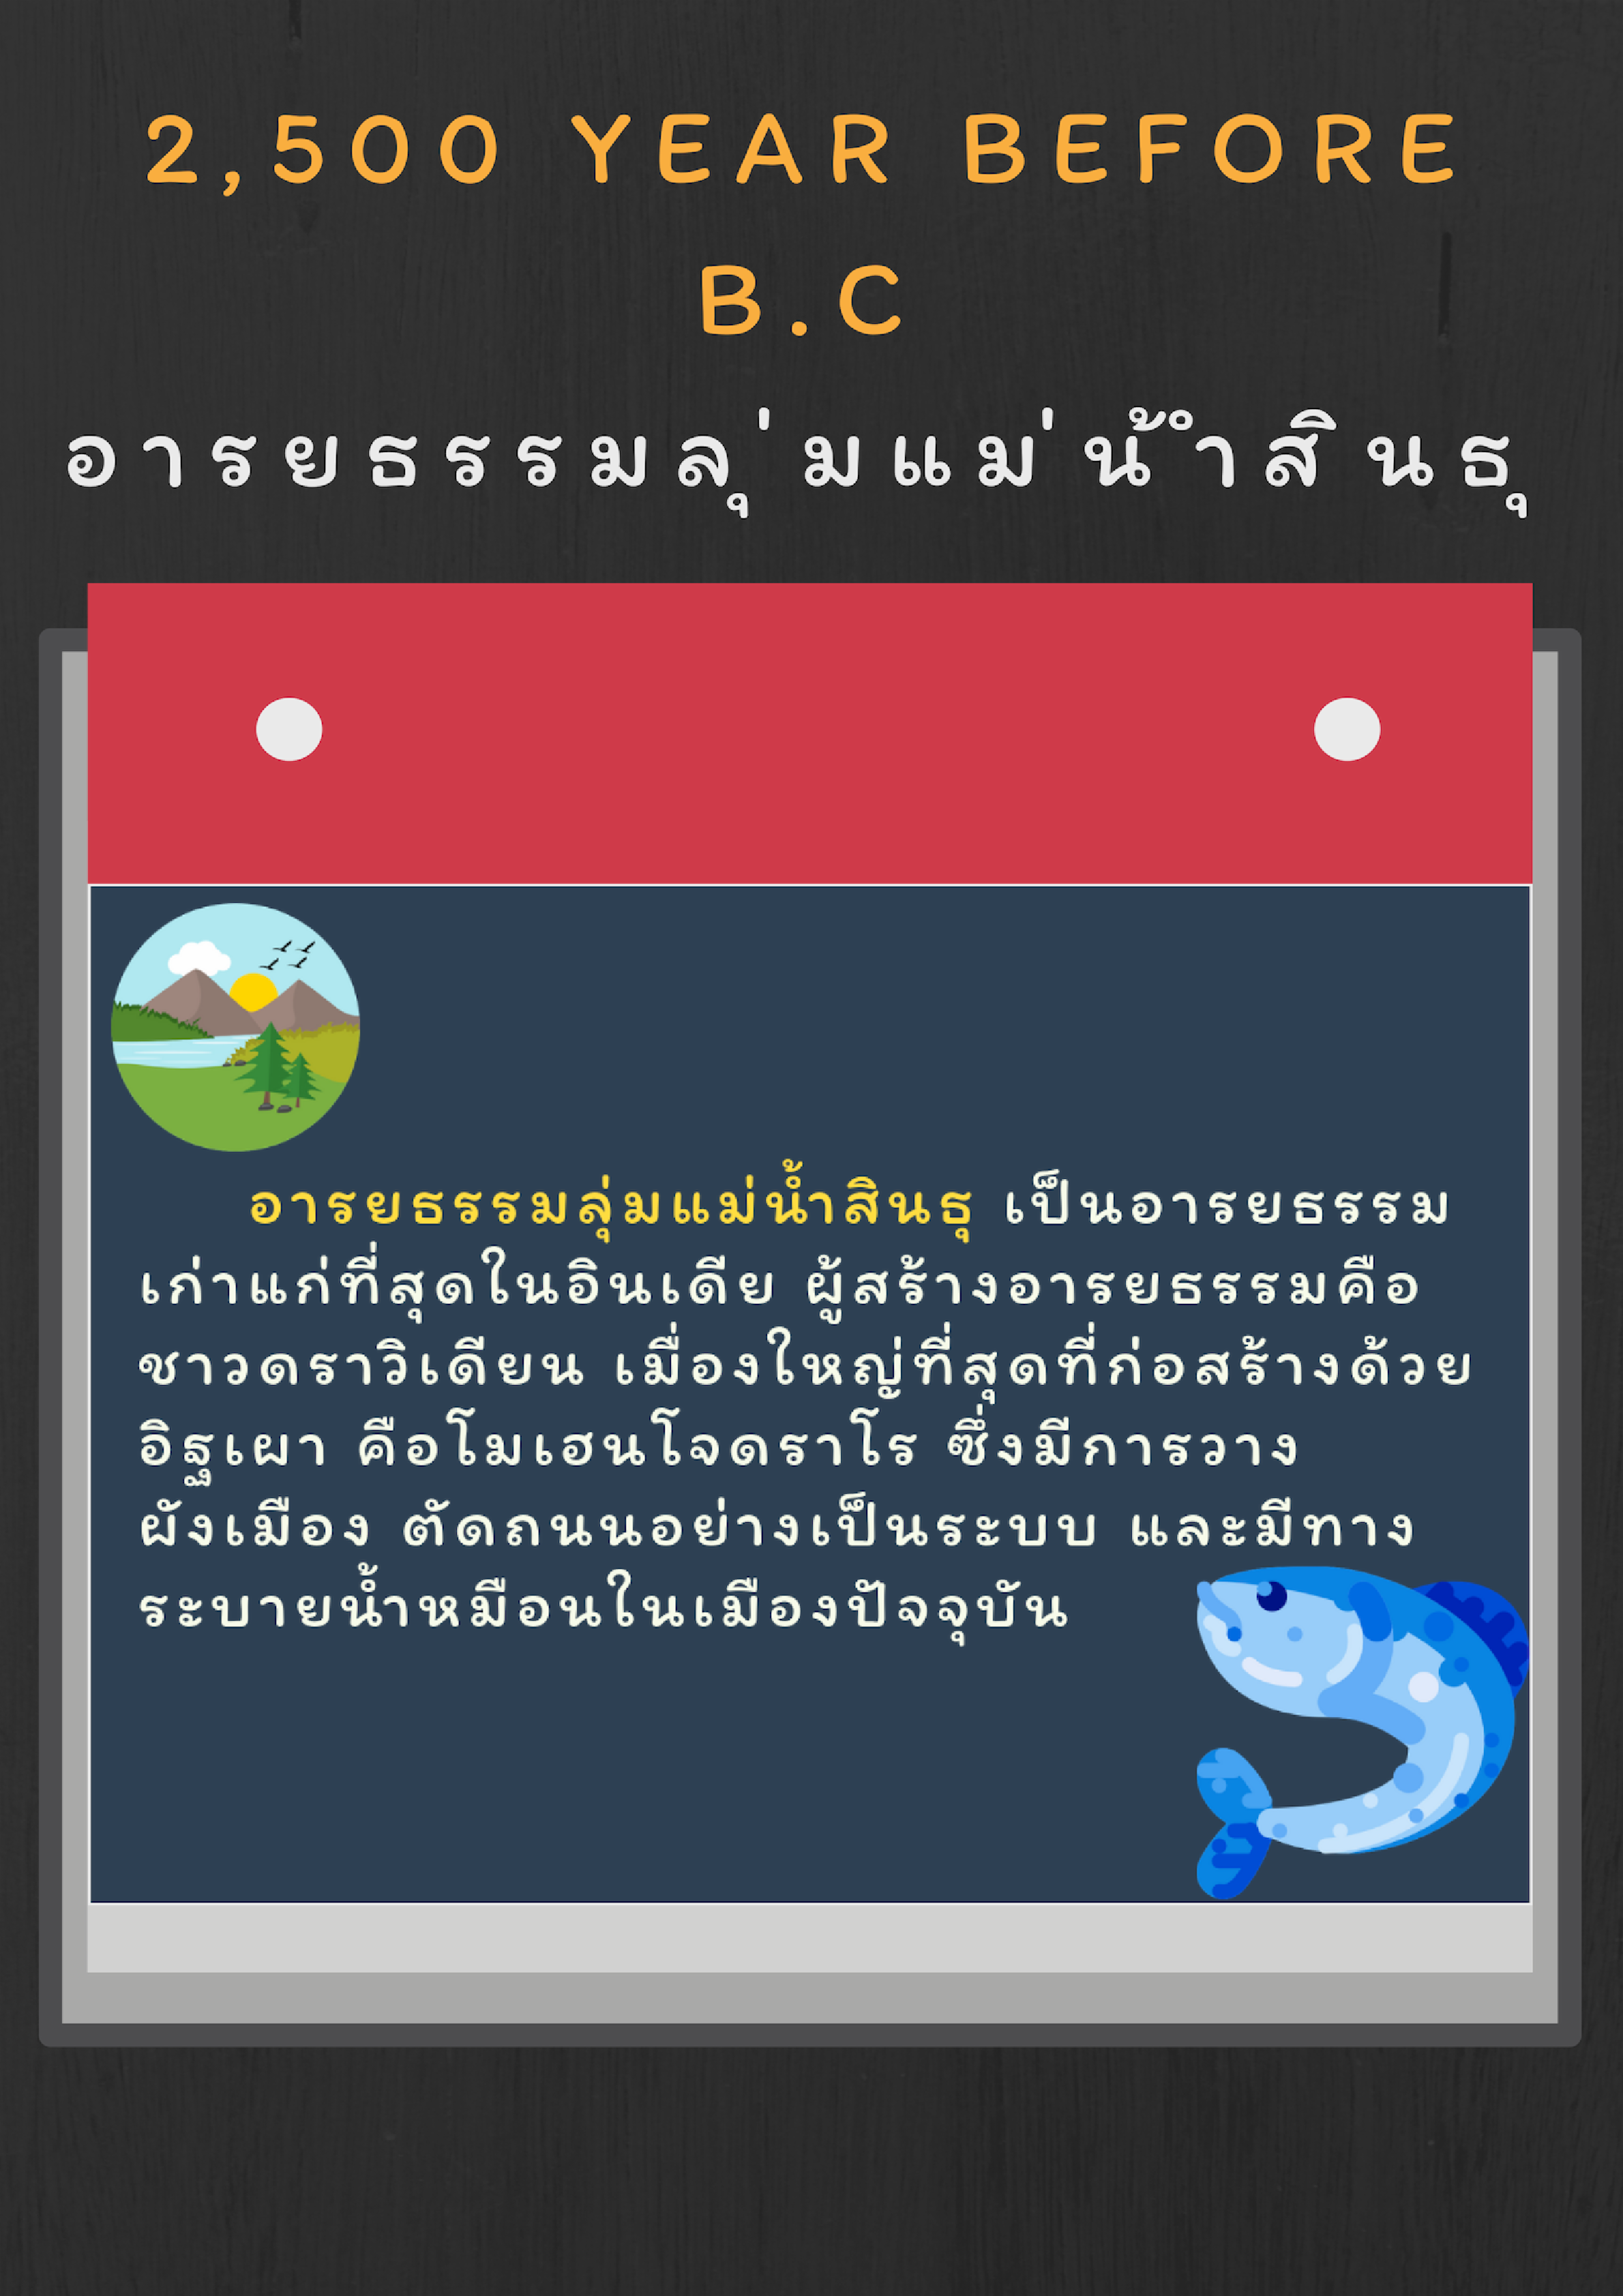 2,500 YEAR BEFORE
B.C
อารยธรรมลุ่มแม่น้ำสินธุ
อารยธรรมลุ่มแม่น้ำสินธุ เป็นอารยธรรม
เก่าแก่ที่สุดในอินเดีย ผู้สร้างอารยธรรมคือ
ชาวดราวิเดียน เมื่องใหญ่ที่สุดที่ก่อสร้างด้วย
อิฐเผา คือโมเฮนโจดราโร ซึ่งมีการวาง
ผังเมือง ตัดถนนอย่างเป็นระบบ และมีทาง
ระบายน้ำหมือนในเมืองปัจจุบัน